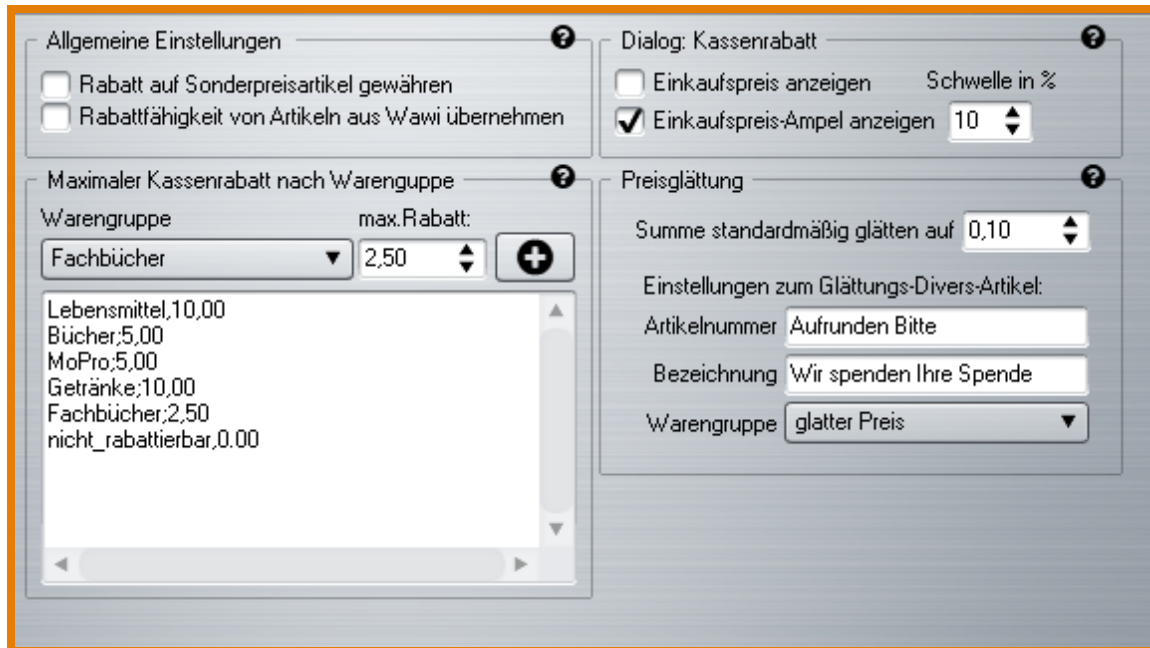 Allgemeine Einstellungen
Rabatt auf Sonderpreisartikel gewähren
Rabattfähigkeit von Artikeln aus Wawi übernehmen
Dialog: Kassenrabatt
Einkaufspreis anzeigen Schwelle in %
Einkaufspreis-Ampel anzeigen 10
Maximaler Kassenrabatt nach Warenguppe
Warengruppe max.Rabatt:
Fachbücher 2,50
Lebensmittel,10,00
Bücher;5,00
MoPro;5,00
Getränke;10,00
Fachbücher;2,50
nicht_rabattierbar,0.00
Preisglättung
Summe standardmäßig glätten auf 0,10
Einstellungen zum Glättungs-Divers-Artikel:
Artikelnummer Aufrunden Bitte
Bezeichnung Wir spenden Ihre Spende
Warengruppe glatter Preis